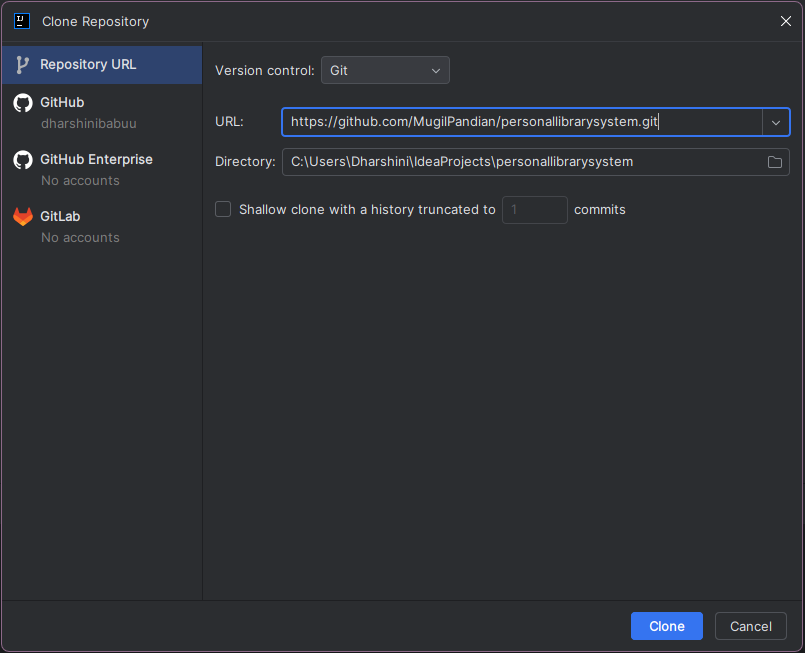 Clone Repository
Repository URL
GitHub
dharshinibabuu
GitHub Enterprise
No accounts
GitLab
No accounts
Version control: Git
URL: https://github.com/MugilPandian/personallibrarysystem.git
Directory: C:\Users\Dharshini\IdeaProjects\personallibrarysystem
Shallow clone with a history truncated to 1 commits
Clone Cancel